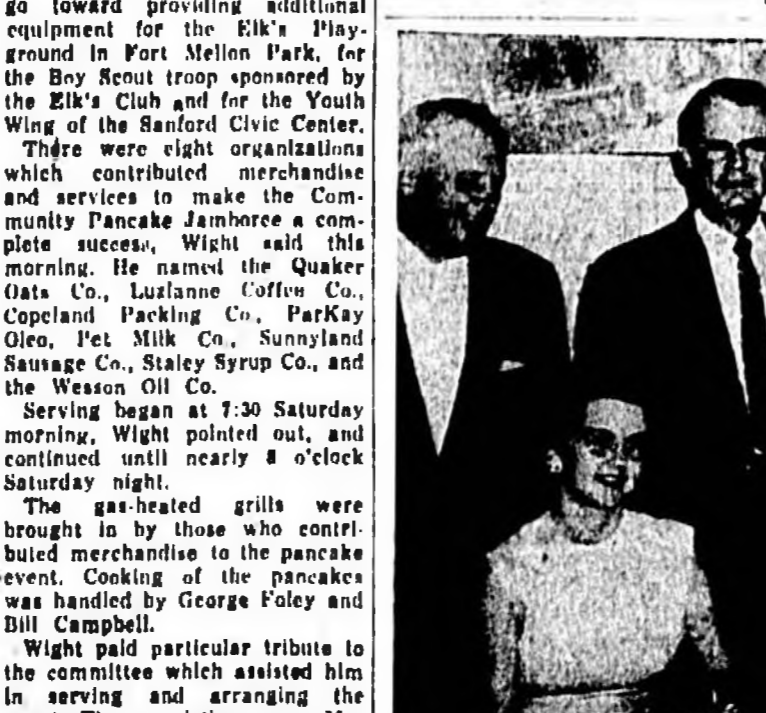 go toward providing additional
equipment for the Elk's Play-
ground in Fort Mellon Park, for
the Boy Scout troop sponsored by
the Elk's Club and for the Youth
Wing of the Sanford Civic Center.
There were eight organizations
which contributed merchandise
and services to make the Com-
munity Pancake Jamboree a com-
plete success, Wight said this
morning. He named the Quaker
Oats Co., Luzianne Coffee Co.,
Copeland Packing Co., ParKay
Oleo, Pet Milk Co., Sunnyland
Sausage Co., Staley Syrup Co., and
the Wesson Oil Co.
Serving began at 7:30 Saturday
morning, Wight pointed out, and
continued until nearly 8 o'clock
Saturday night.
The gas-heated grills were
brought in by those who contri-
buted merchandise to the pancake
event. Cooking of the pancakes
was handled by George Foley and
Bill Campbell.
Wight paid particular tribute to
the committee which assisted him
in serving and arranging the